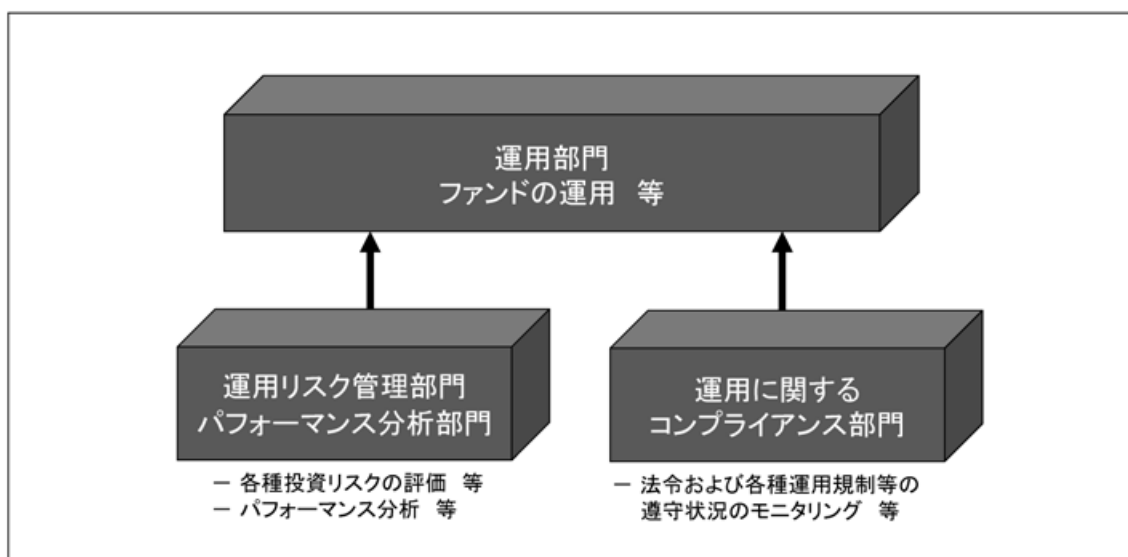 運用部門
ファンドの運用　等
運用リスク管理部門
パフォーマンス分析部門
運用に関する
コンプライアンス部門
－ 各種投資リスクの評価　等
－ パフォーマンス分析　等
－ 法令および各種運用規制等の
遵守状況のモニタリング　等